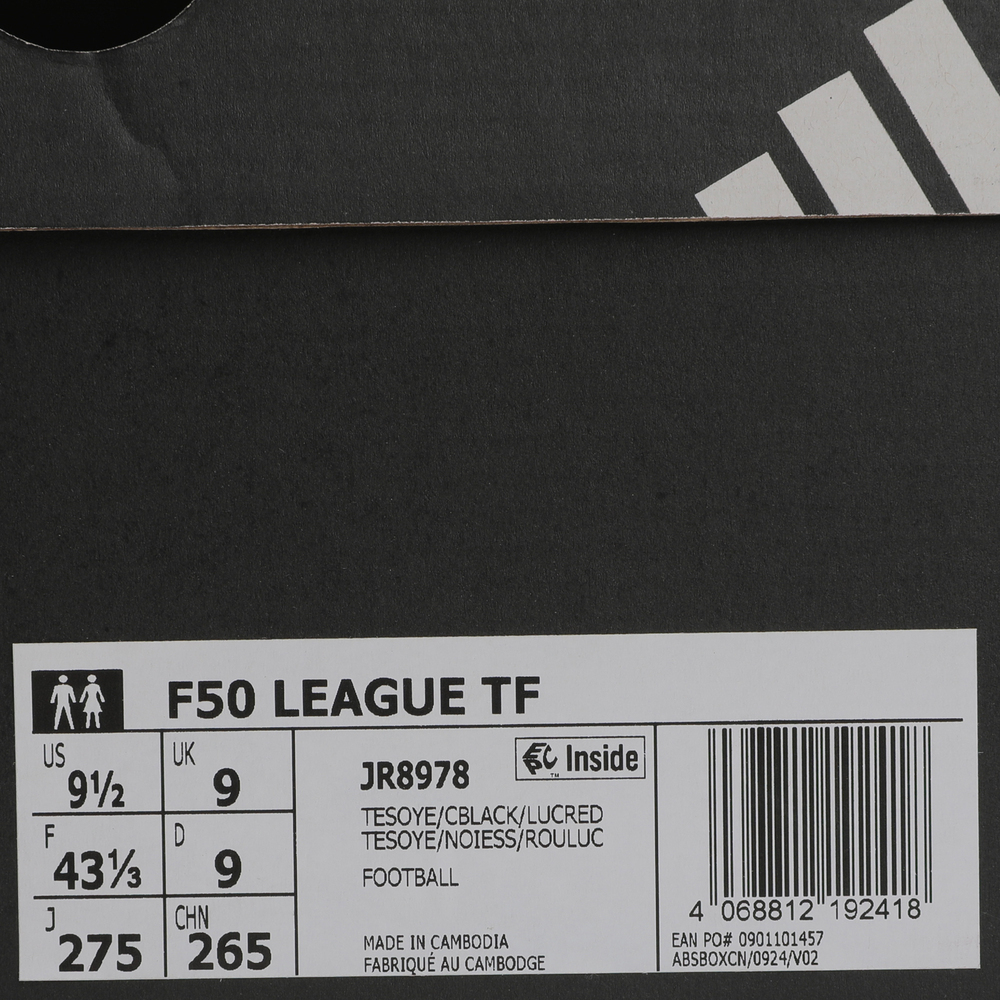 F50 LEAGUE TF
US 9½ UK 9
F 43⅓ D 9
J 275 CHN 265
JR8978
Inside
TM
TESOYE/CBLACK/LUCRED
TESOYE/NOIESS/ROULUC
FOOTBALL
MADE IN CAMBODIA
FABRIQUÉ AU CAMBODGE
4 068812 192418
EAN PO# 0901101457
ABSBOXCN/0924/V02